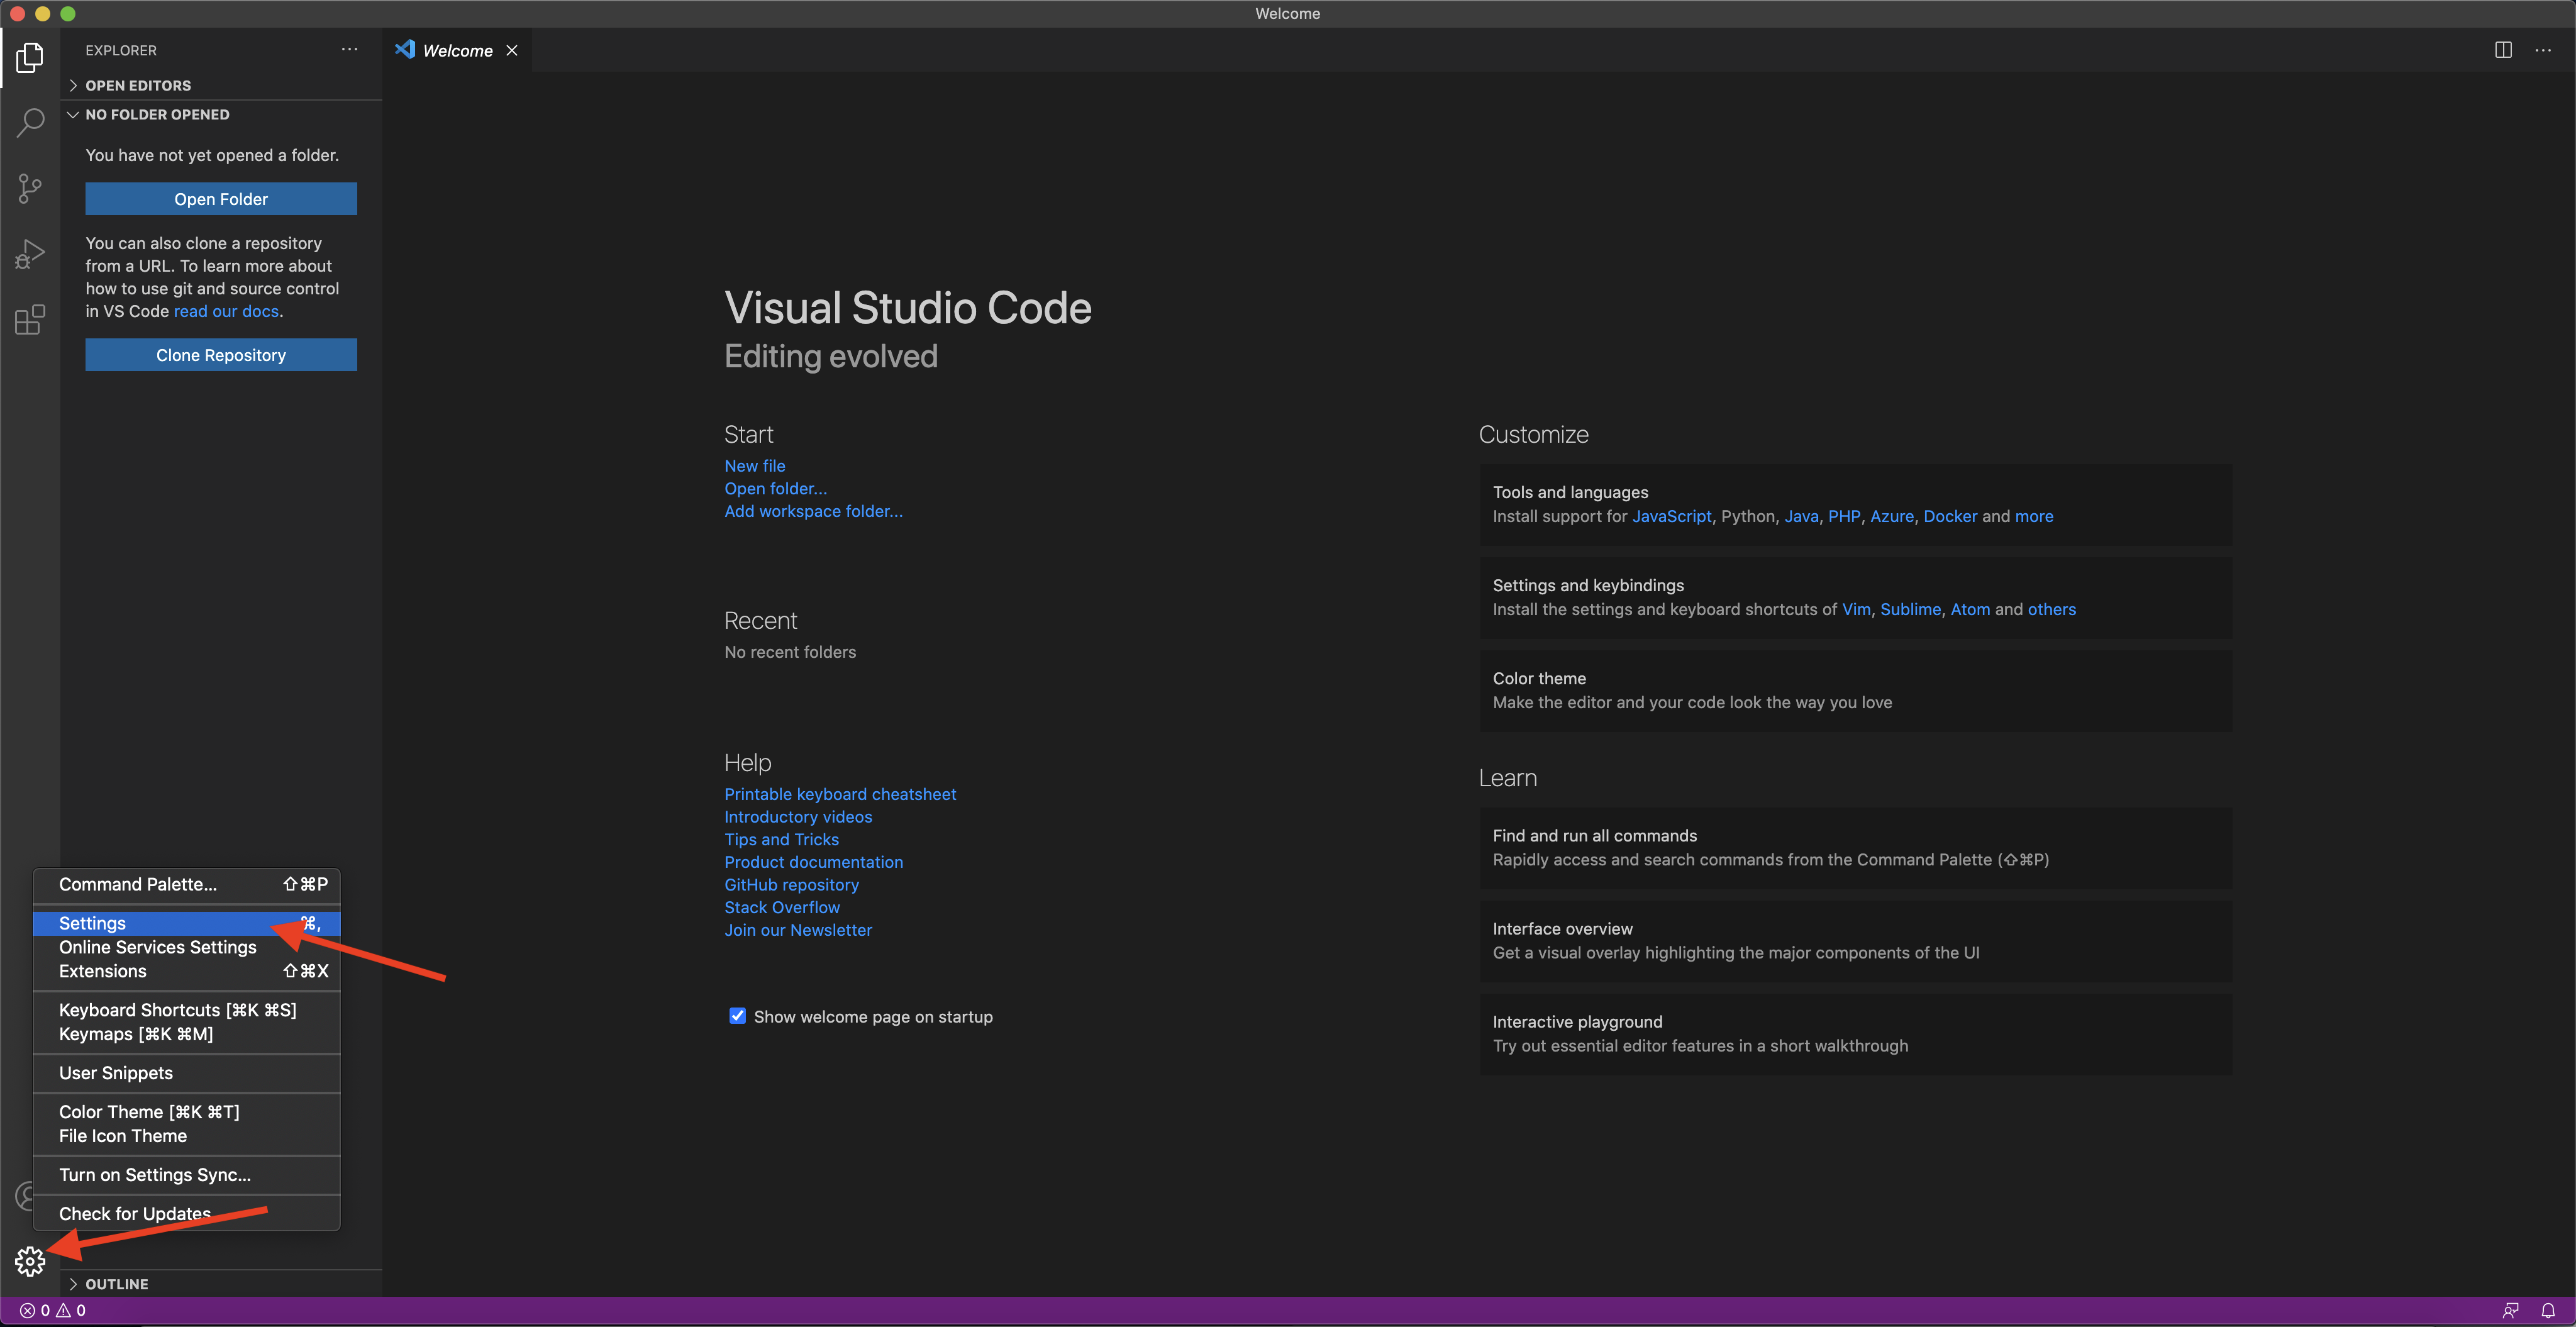 Welcome
EXPLORER
Welcome
OPEN EDITORS
NO FOLDER OPENED
You have not yet opened a folder.
Open Folder
You can also clone a repository
from a URL. To learn more about
how to use git and source control
in VS Code read our docs.
Clone Repository
Visual Studio Code
Editing evolved
Start
New file
Open folder...
Add workspace folder...
Recent
No recent folders
Help
Printable keyboard cheatsheet
Introductory videos
Tips and Tricks
Product documentation
GitHub repository
Stack Overflow
Join our Newsletter
Show welcome page on startup
Customize
Tools and languages
Install support for JavaScript, Python, Java, PHP, Azure, Docker and more
Settings and keybindings
Install the settings and keyboard shortcuts of Vim, Sublime, Atom and others
Color theme
Make the editor and your code look the way you love
Learn
Find and run all commands
Rapidly access and search commands from the Command Palette (⇧⌘P)
Interface overview
Get a visual overlay highlighting the major components of the UI
Interactive playground
Try out essential editor features in a short walkthrough
Command Palette... ⇧⌘P
Settings ⌘,
Online Services Settings
Extensions ⇧⌘X
Keyboard Shortcuts [⌘K ⌘S]
Keymaps [⌘K ⌘M]
User Snippets
Color Theme [⌘K ⌘T]
File Icon Theme
Turn on Settings Sync...
Check for Updates
OUTLINE
0 0